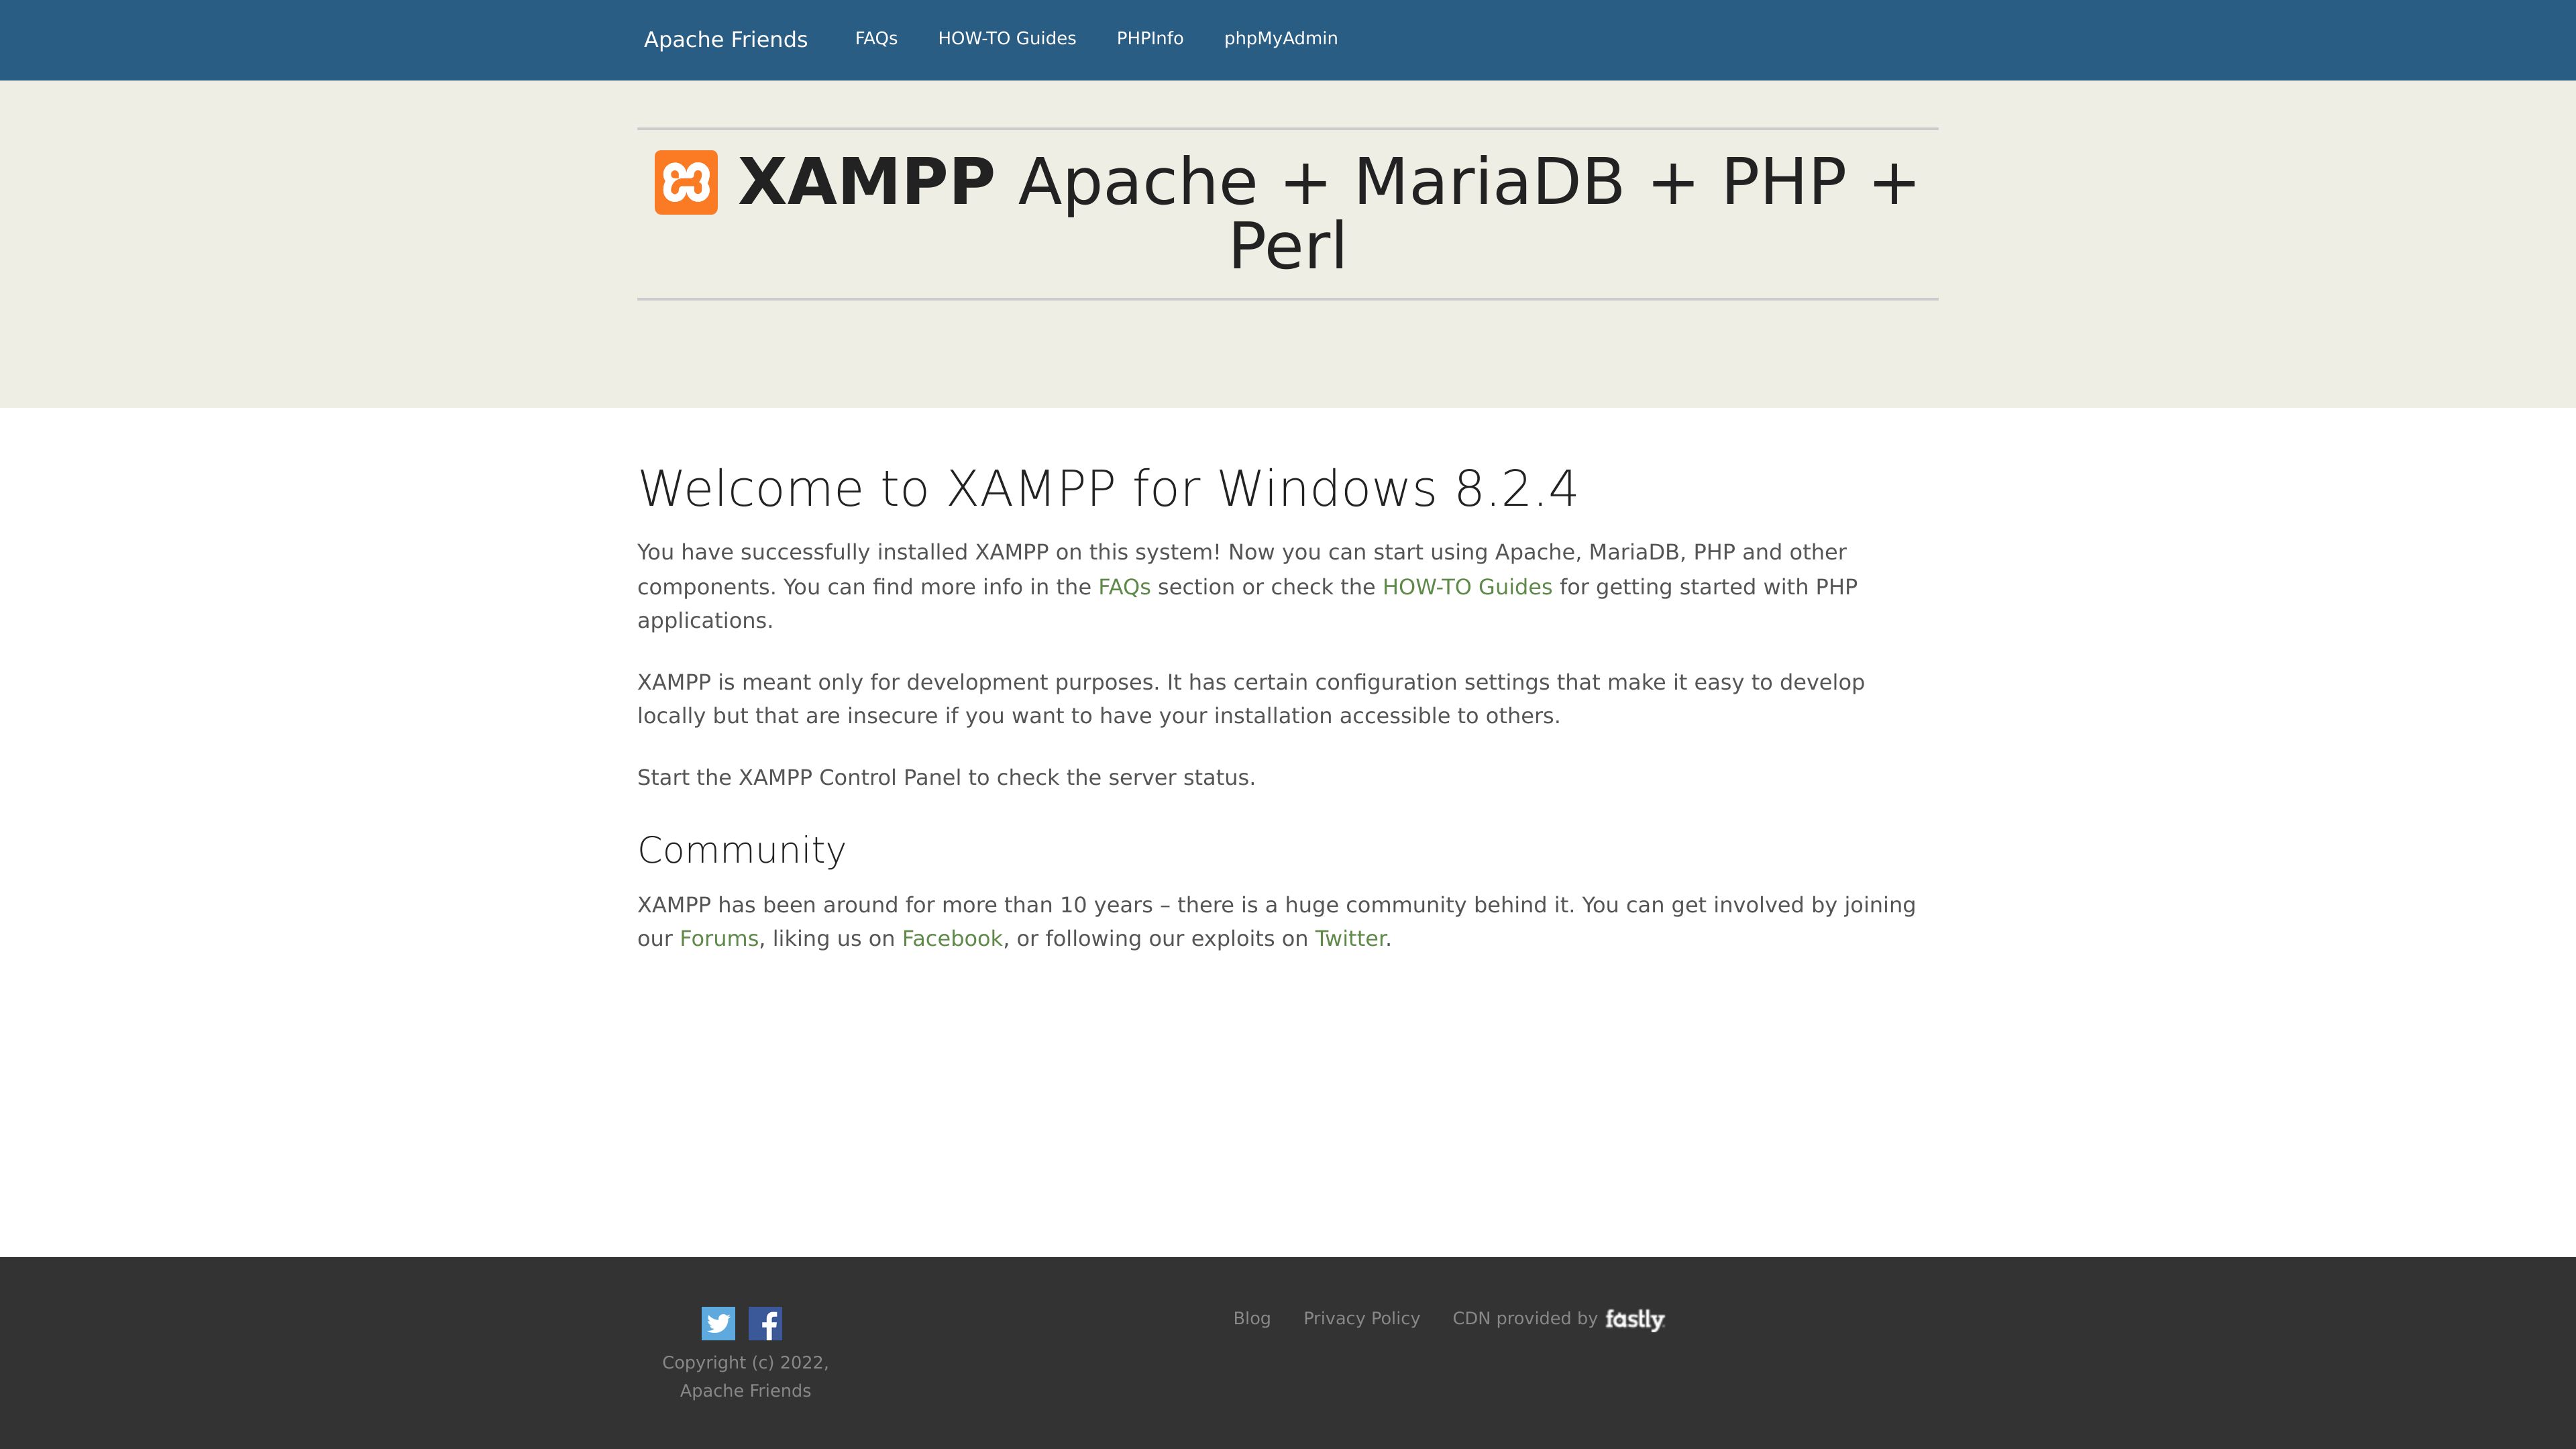 Apache Friends FAQs HOW-TO Guides PHPInfo phpMyAdmin
XAMPP Apache + MariaDB + PHP +
Perl
Welcome to XAMPP for Windows 8.2.4
You have successfully installed XAMPP on this system! Now you can start using Apache, MariaDB, PHP and other
components. You can find more info in the FAQs section or check the HOW-TO Guides for getting started with PHP
applications.
XAMPP is meant only for development purposes. It has certain configuration settings that make it easy to develop
locally but that are insecure if you want to have your installation accessible to others.
Start the XAMPP Control Panel to check the server status.
Community
XAMPP has been around for more than 10 years – there is a huge community behind it. You can get involved by joining
our Forums, liking us on Facebook, or following our exploits on Twitter.
Blog Privacy Policy CDN provided by fastly
Copyright (c) 2022,
Apache Friends